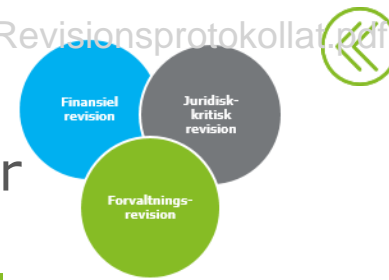 Revisionsprotokollat.pdf
Finansiel
revision
Juridisk-
kritisk
revision
r
Forvaltnings-
revision